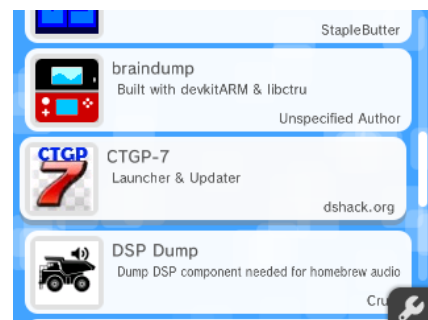 StapleButter
braindump
Built with devkitARM & libctru
Unspecified Author
CTGP
7
CTGP-7
Launcher & Updater
dshack.org
DSP Dump
Dump DSP component needed for homebrew audio